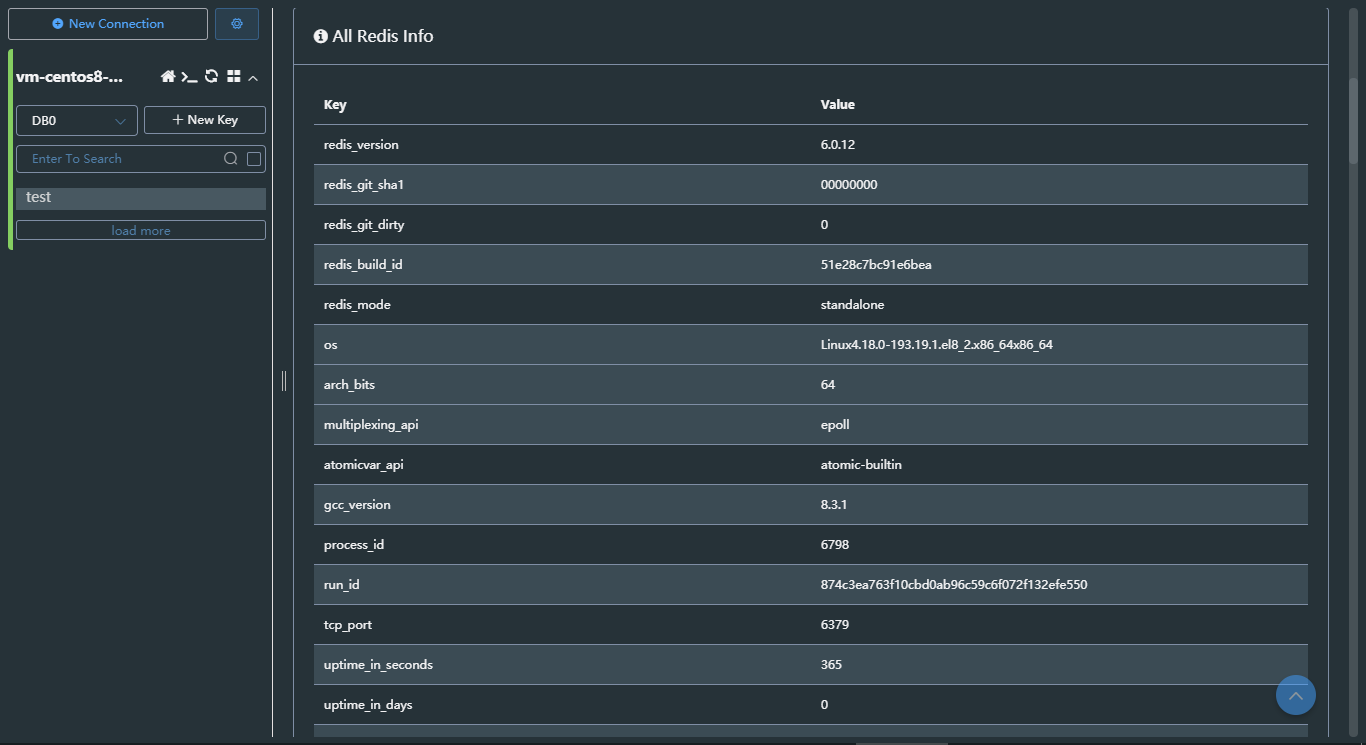 New Connection
vm-centos8-...
DB0
New Key
Enter To Search
test
load more
All Redis Info
Key Value
redis_version 6.0.12
redis_git_sha1 00000000
redis_git_dirty 0
redis_build_id 51e28c7bc91e6bea
redis_mode standalone
os Linux4.18.0-193.19.1.el8_2.x86_64x86_64
arch_bits 64
multiplexing_api epoll
atomicvar_api atomic-builtin
gcc_version 8.3.1
process_id 6798
run_id 874c3ea763f10cbd0ab96c59c6f072f132efe550
tcp_port 6379
uptime_in_seconds 365
uptime_in_days 0